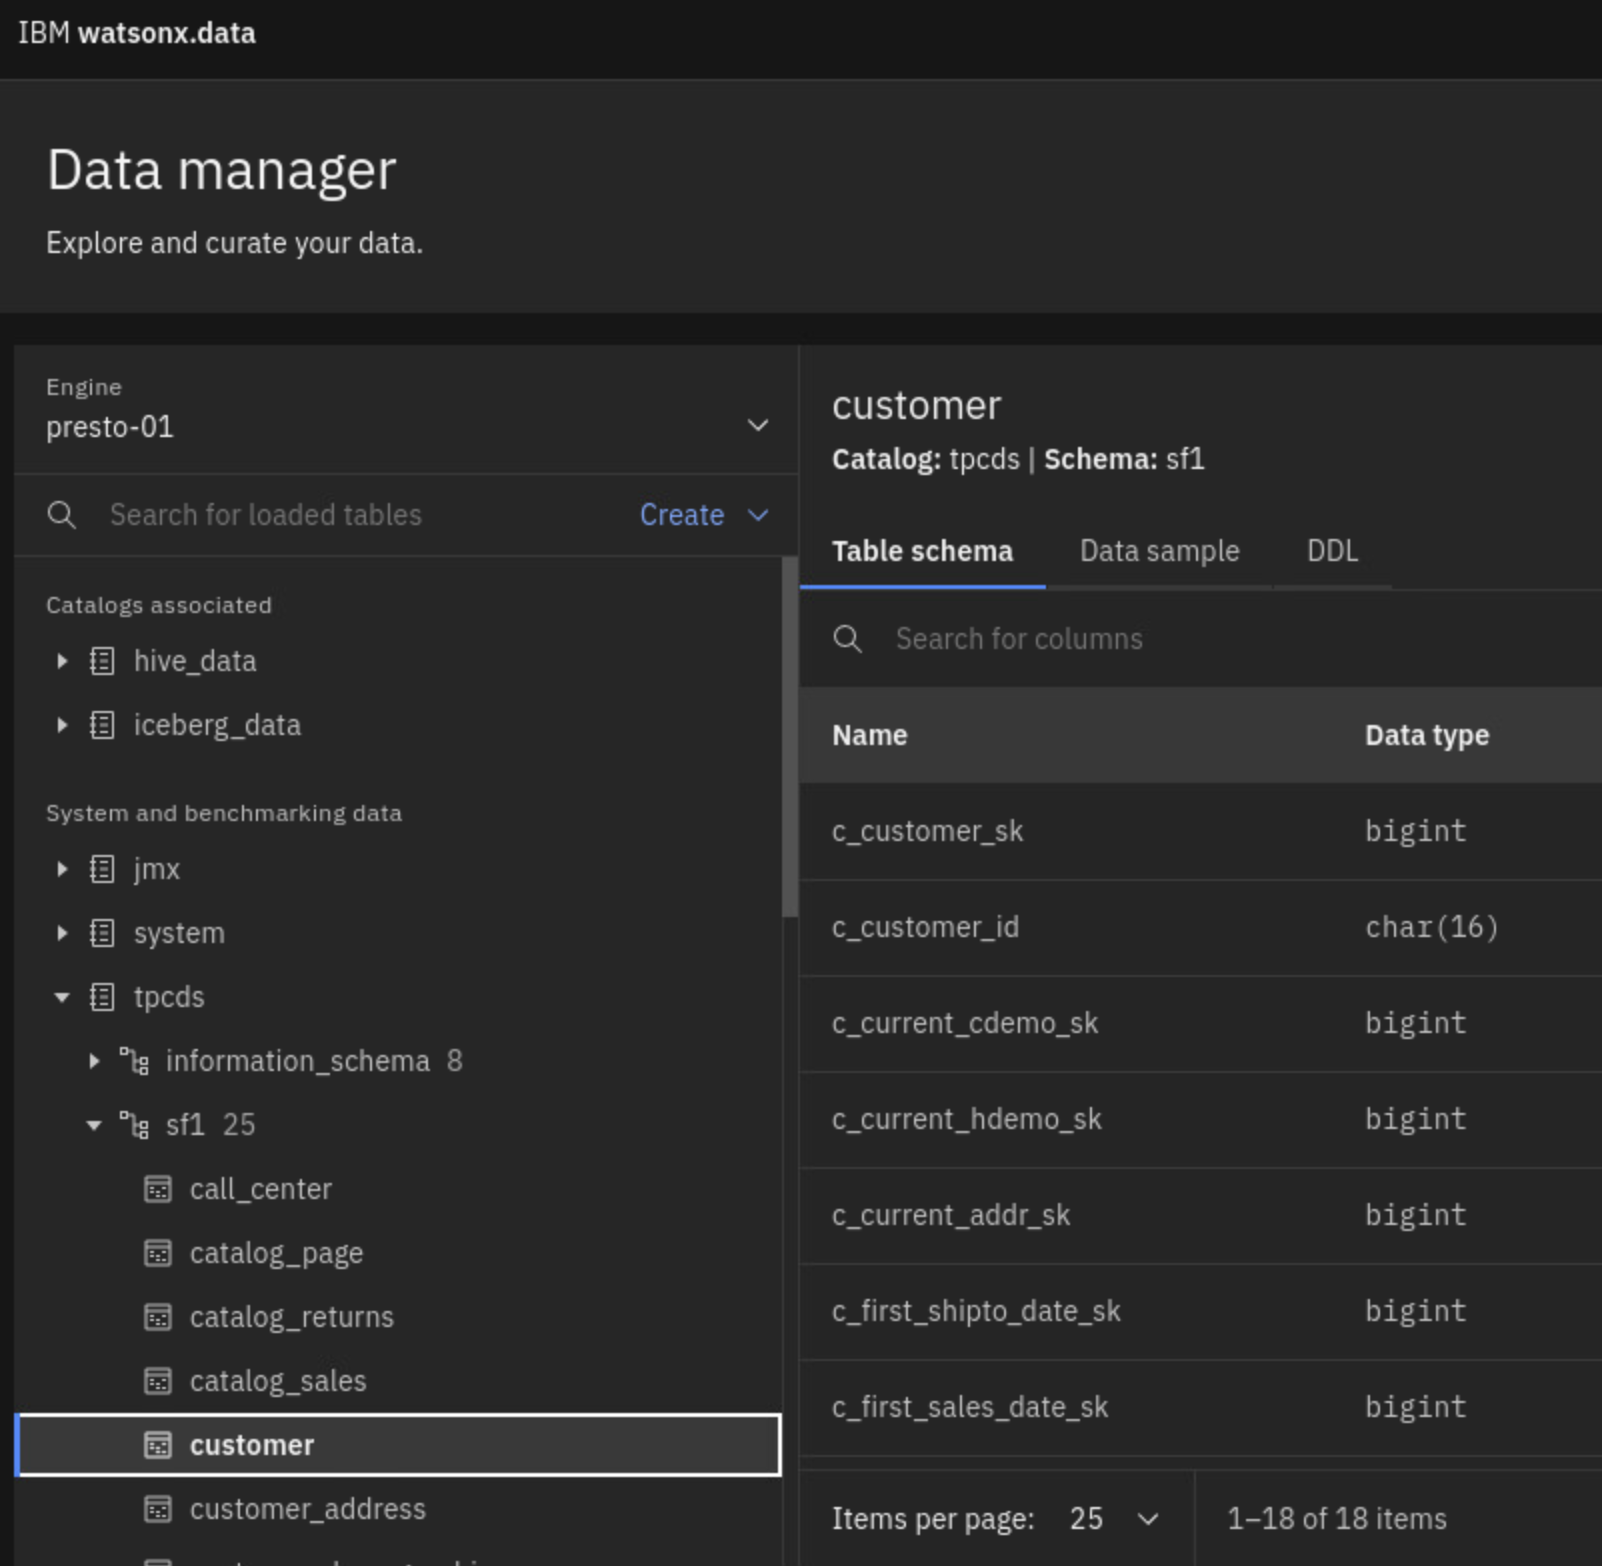 IBM watsonx.data
Data manager
Explore and curate your data.
Engine
presto-01
Search for loaded tables
Create
Catalogs associated
hive_data
iceberg_data
System and benchmarking data
jmx
system
tpcds
information_schema 8
sf1 25
call_center
catalog_page
catalog_returns
catalog_sales
customer
customer_address
customer
Catalog: tpcds | Schema: sf1
Table schema Data sample DDL
Search for columns
Name Data type
c_customer_sk bigint
c_customer_id char(16)
c_current_cdemo_sk bigint
c_current_hdemo_sk bigint
c_current_addr_sk bigint
c_first_shipto_date_sk bigint
c_first_sales_date_sk bigint
Items per page: 25 1–18 of 18 items